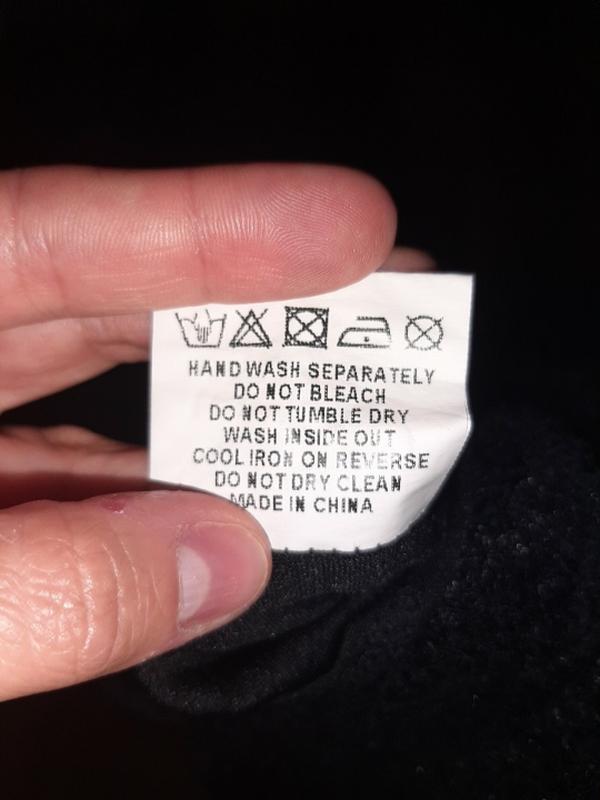 HAND WASH SEPARATELY
DO NOT BLEACH
DO NOT TUMBLE DRY
WASH INSIDE OUT
COOL IRON ON REVERSE
DO NOT DRY CLEAN
MADE IN CHINA